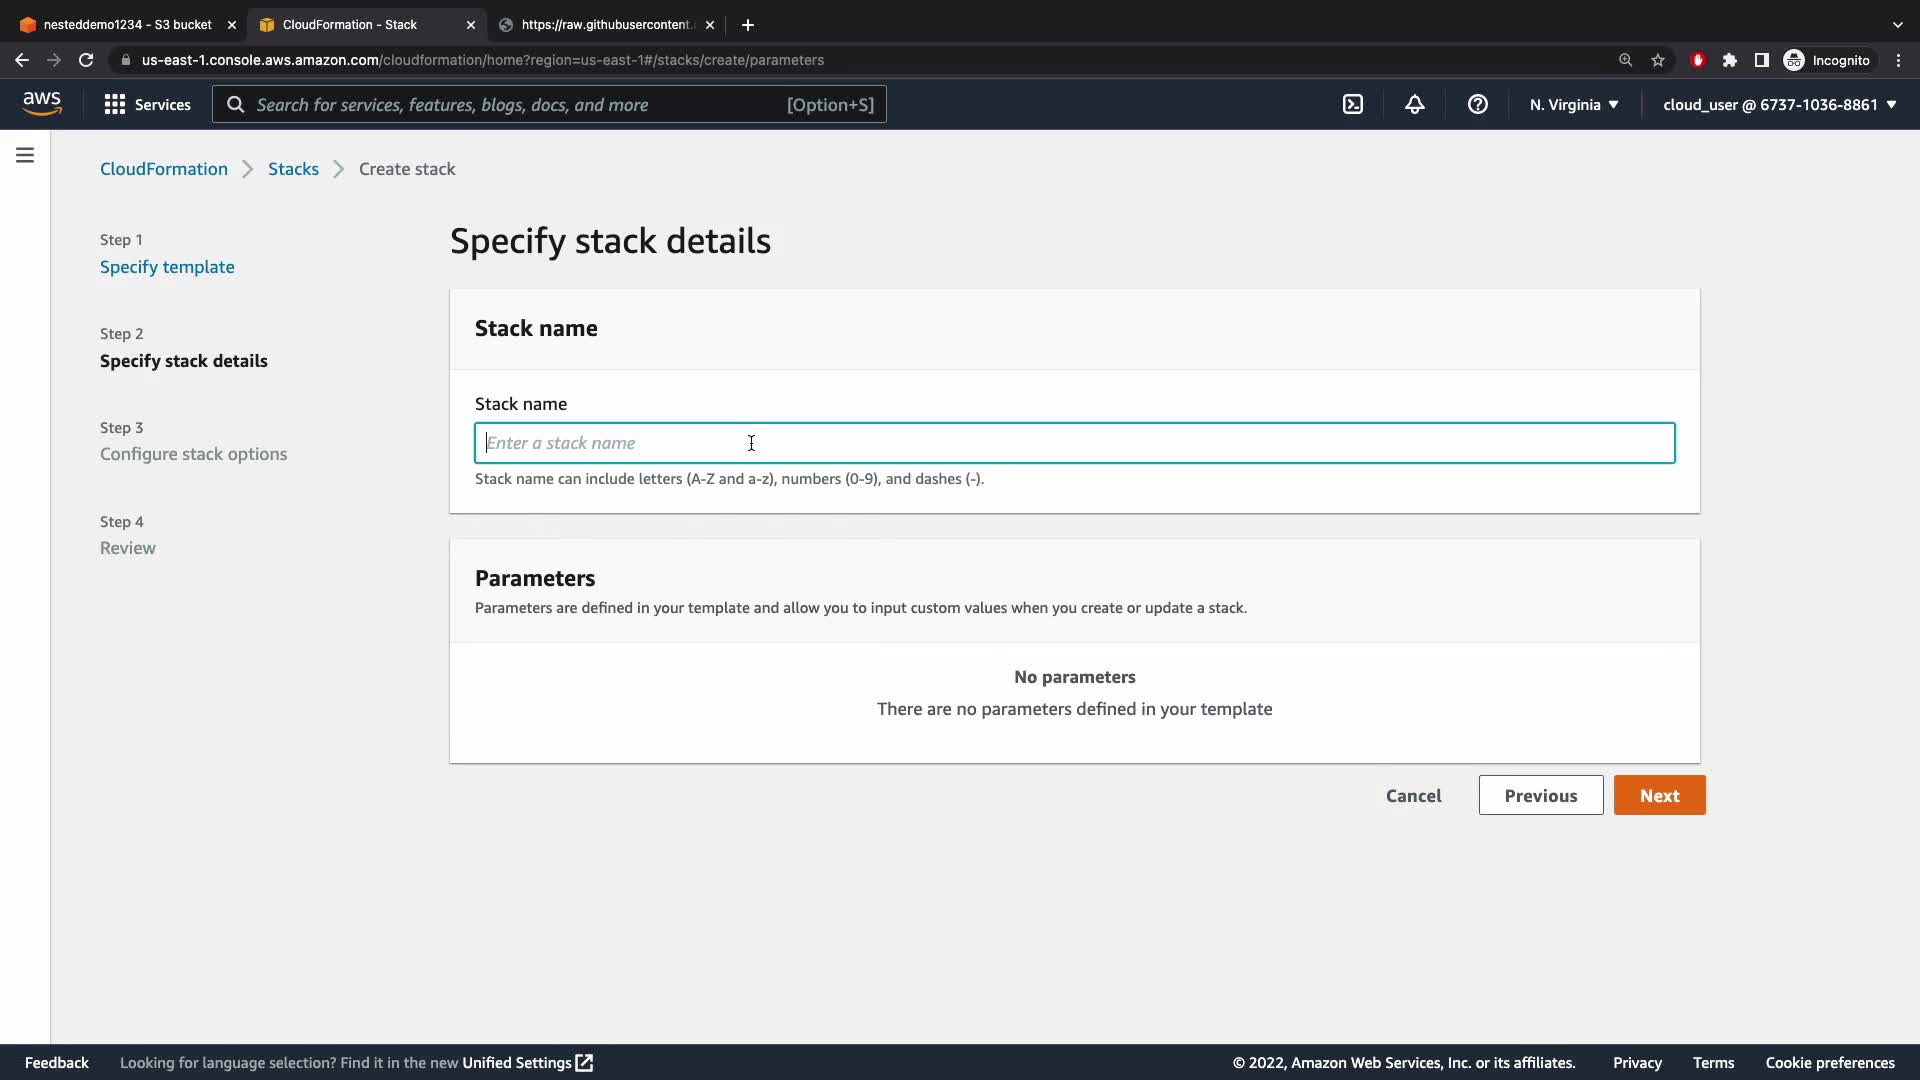 nesteddemo1234 - S3 bucket
CloudFormation - Stack
https://raw.githubusercontent.
us-east-1.console.aws.amazon.com/cloudformation/home?region=us-east-1#/stacks/create/parameters
Incognito
aws
Services
Search for services, features, blogs, docs, and more [Option+S]
N. Virginia
cloud_user @ 6737-1036-8861
CloudFormation
Stacks
Create stack
Step 1
Specify template
Step 2
Specify stack details
Step 3
Configure stack options
Step 4
Review
Specify stack details
Stack name
Stack name
Enter a stack name
Stack name can include letters (A-Z and a-z), numbers (0-9), and dashes (-).
Parameters
Parameters are defined in your template and allow you to input custom values when you create or update a stack.
No parameters
There are no parameters defined in your template
Cancel
Previous
Next
Feedback
Looking for language selection? Find it in the new Unified Settings
© 2022, Amazon Web Services, Inc. or its affiliates.
Privacy
Terms
Cookie preferences